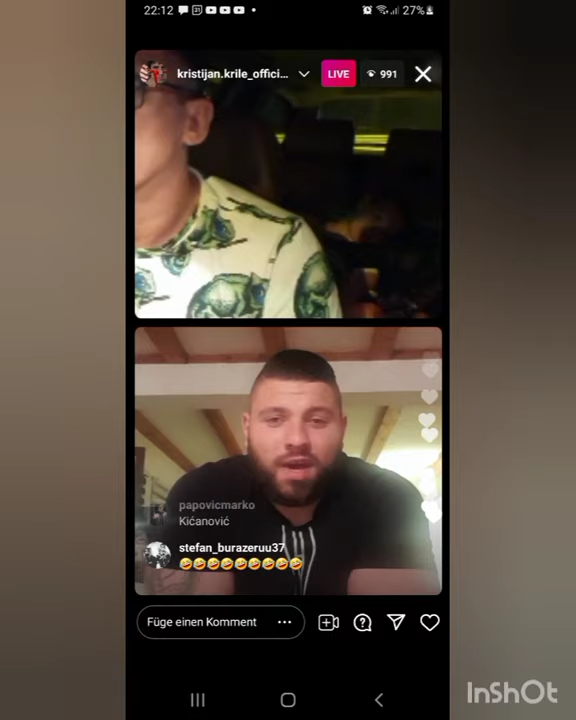 22:12
27%
kristijan.krile_offici...
LIVE
991
papovicmarko
Kićanović
stefan_burazeruu37
🤣🤣🤣🤣🤣🤣🤣🤣🤣
Füge einen Komment
InShOt